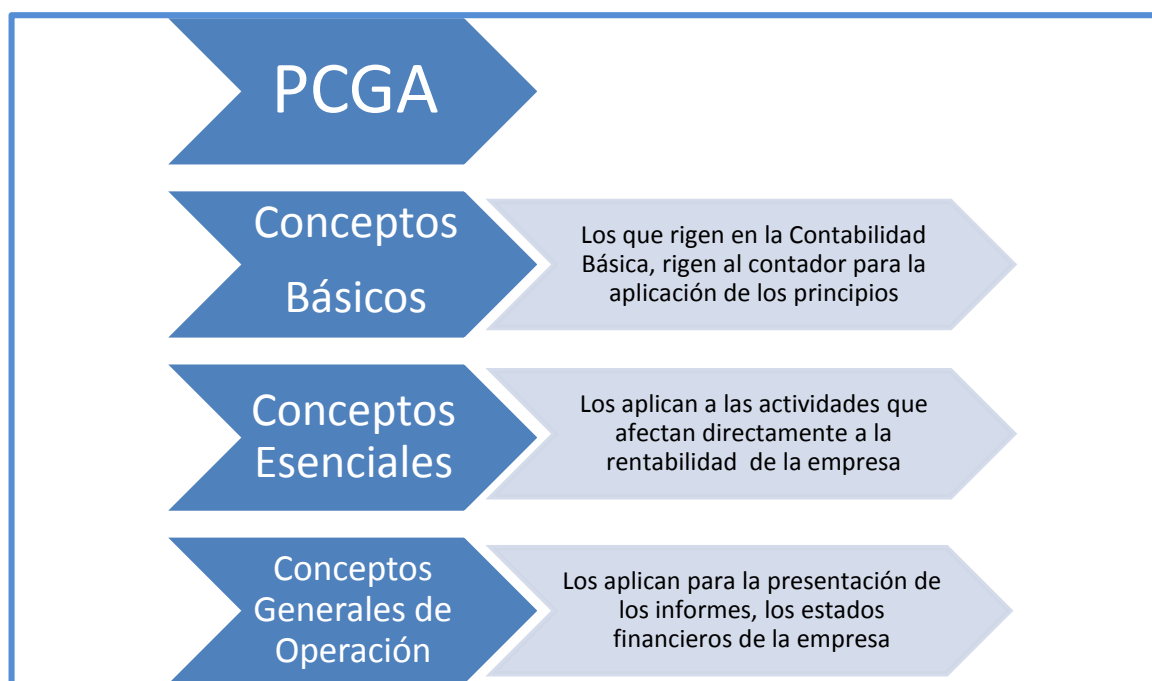 PCGA
Conceptos
Básicos
Los que rigen en la Contabilidad
Básica, rigen al contador para la
aplicación de los principios
Conceptos
Esenciales
Los aplican a las actividades que
afectan directamente a la
rentabilidad de la empresa
Conceptos
Generales de
Operación
Los aplican para la presentación de
los informes, los estados
financieros de la empresa